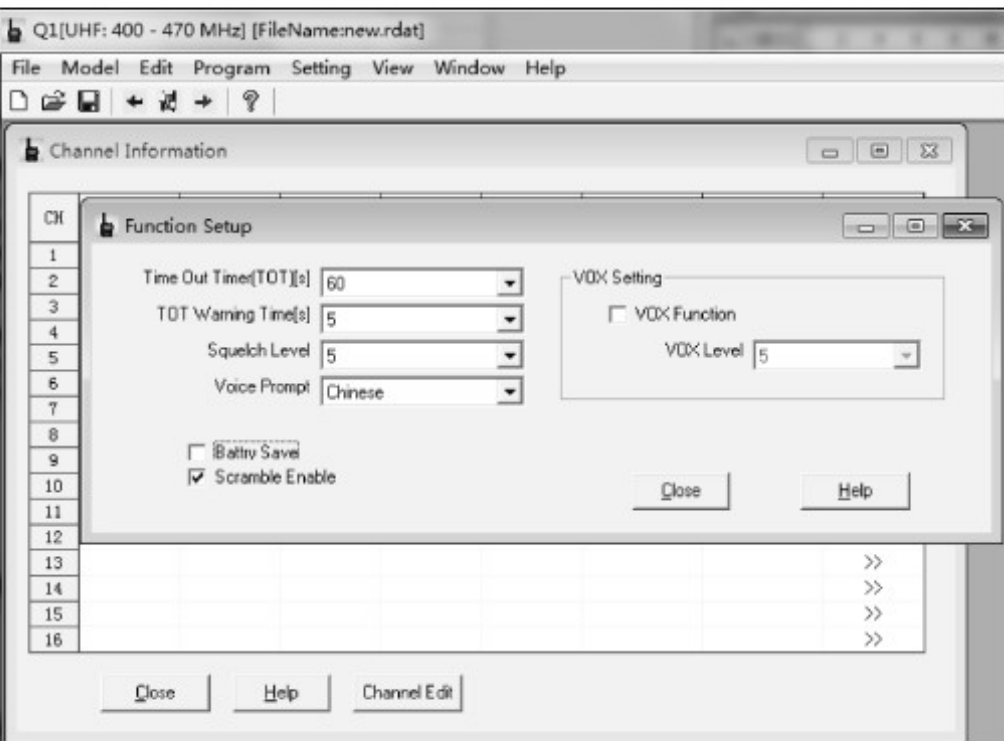 Q1[UHF: 400 - 470 MHz] [FileName:new.rdat]
File Model Edit Program Setting View Window Help
Channel Information
CH
Function Setup
Time Out Timer(TOT)[s] 60
TOT Warning Time[s] 5
Squelch Level 5
Voice Prompt Chinese
Battry Save
Scramble Enable
VOX Setting
VOX Function
VOX Level 5
Close Help
1
2
3
4
5
6
7
8
9
10
11
12
13 >>
14 >>
15 >>
16 >>
Close Help Channel Edit